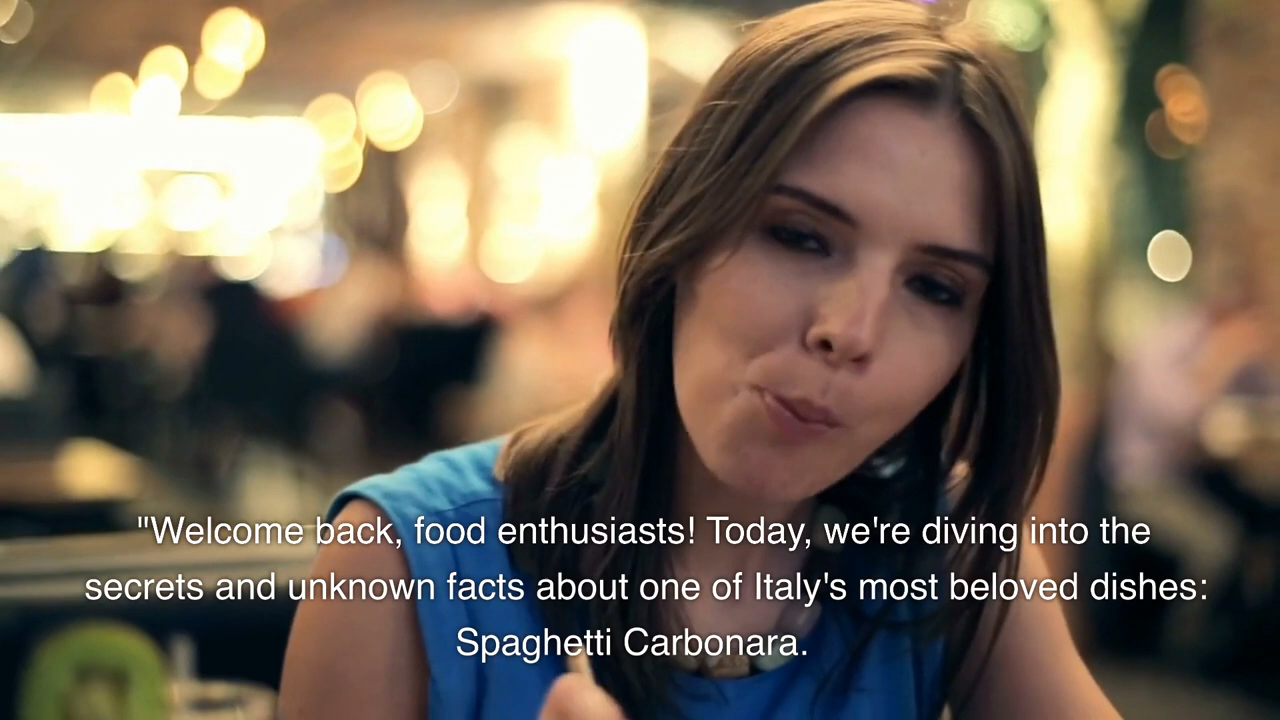 "Welcome back, food enthusiasts! Today, we're diving into the
secrets and unknown facts about one of Italy's most beloved dishes:
Spaghetti Carbonara.